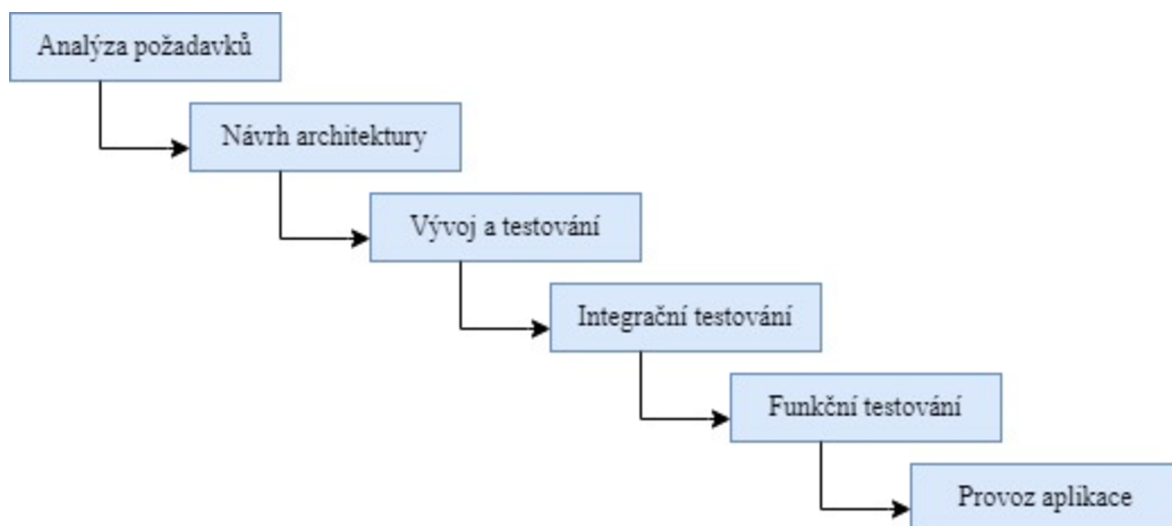 Analýza požadavků
Návrh architektury
Vývoj a testování
Integrační testování
Funkční testování
Provoz aplikace